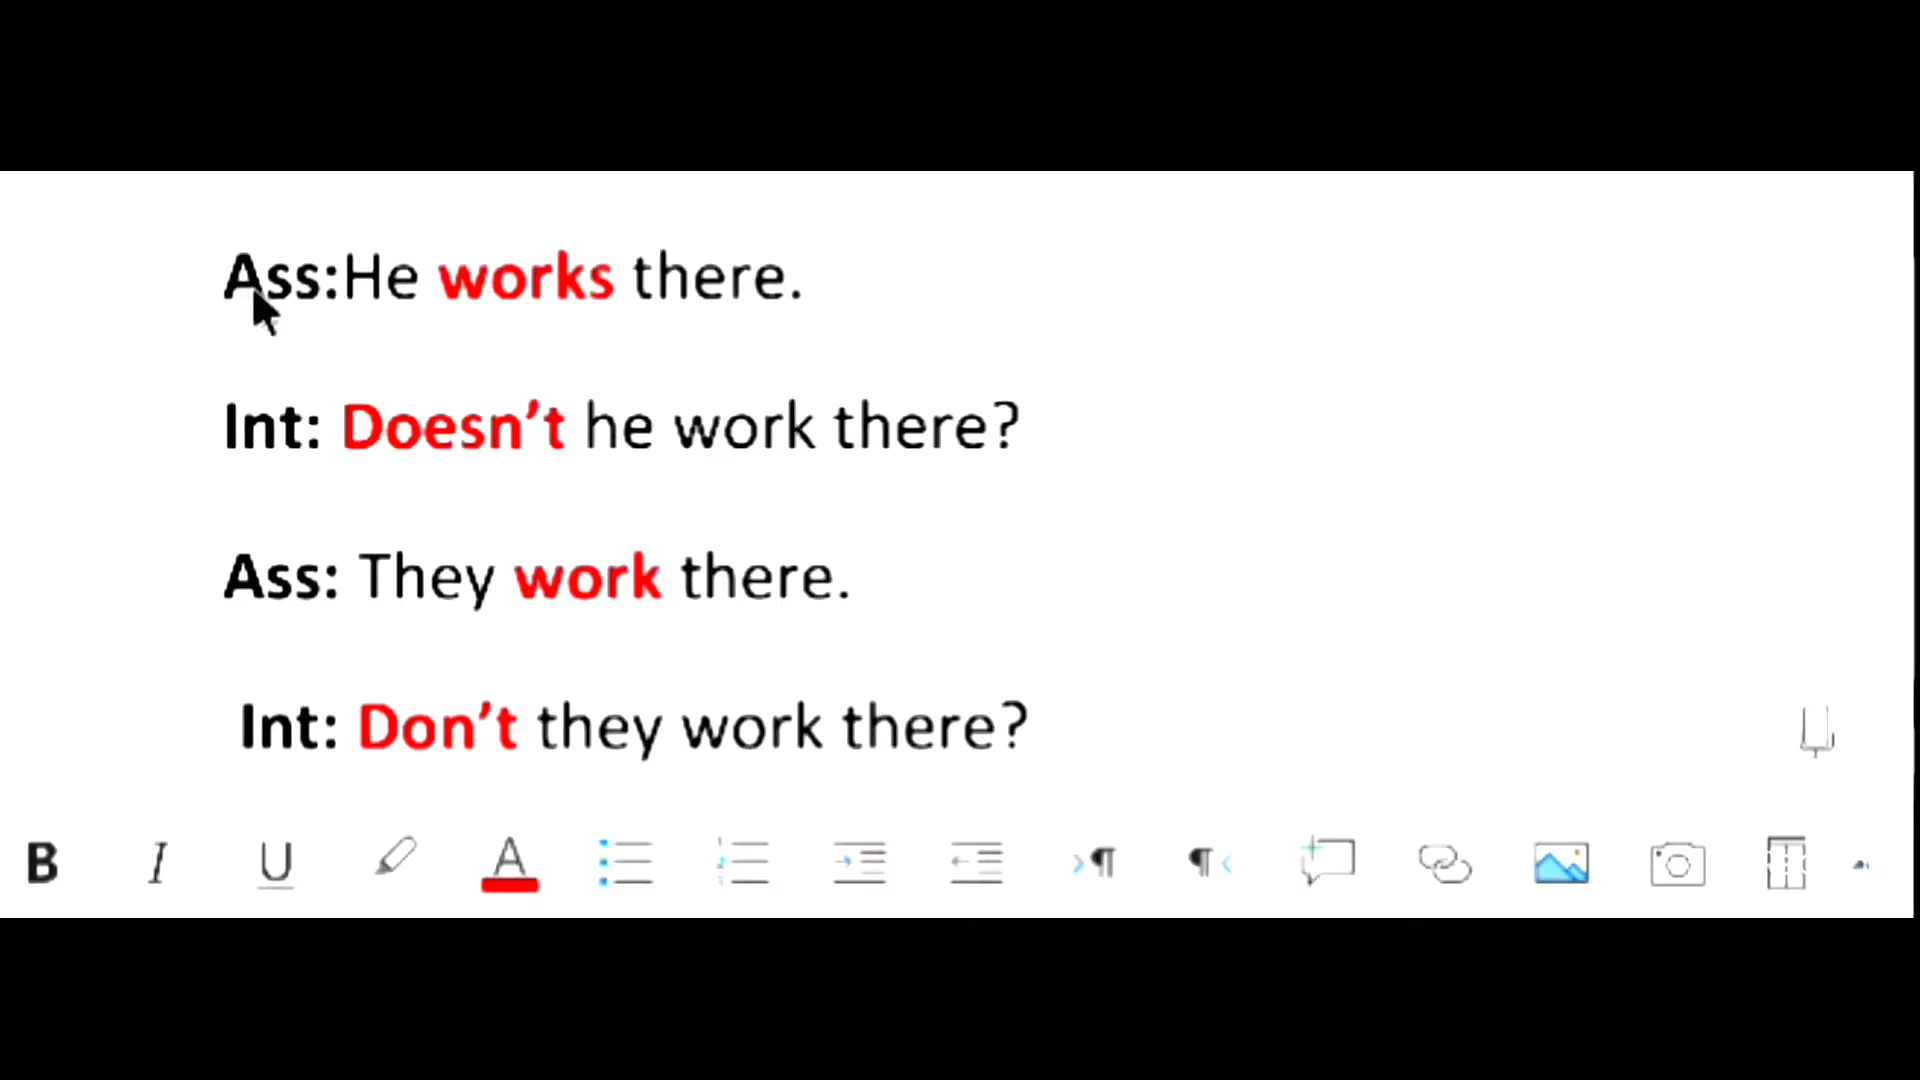 Ass:He works there.
Int: Doesn’t he work there?
Ass: They work there.
Int: Don’t they work there?